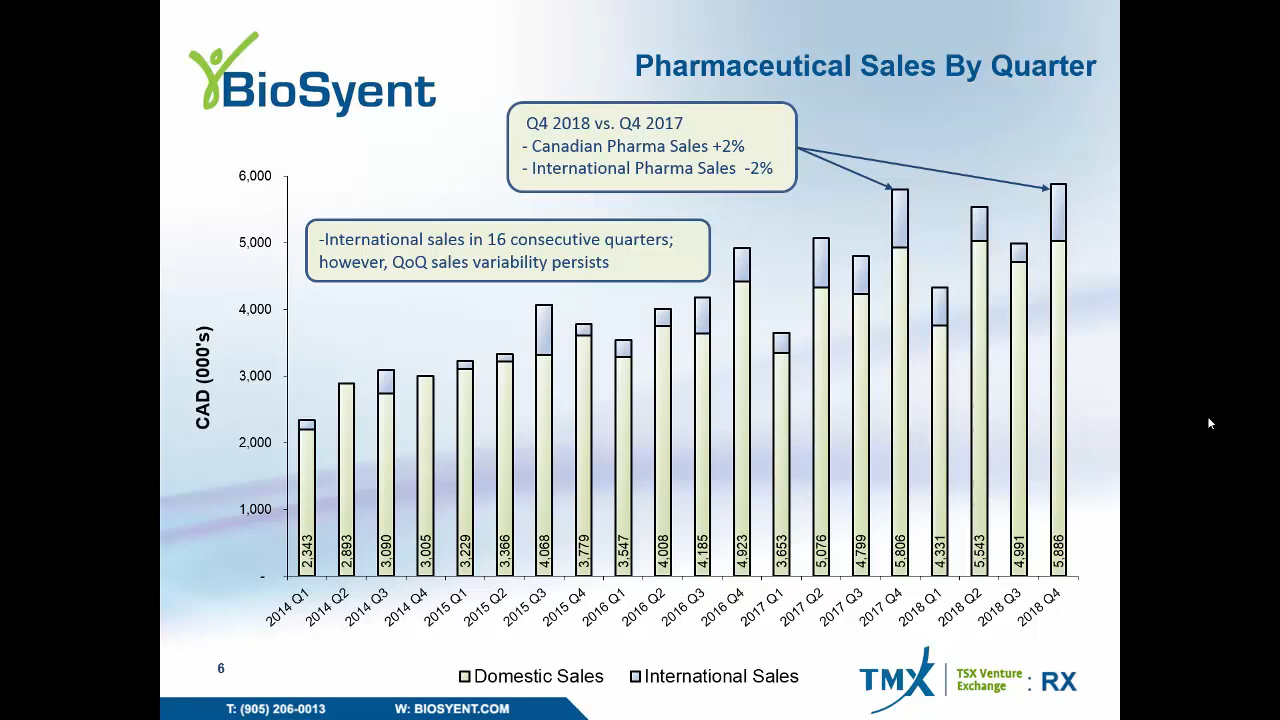 BioSyent
Pharmaceutical Sales By Quarter
Q4 2018 vs. Q4 2017
- Canadian Pharma Sales +2%
- International Pharma Sales -2%
-International sales in 16 consecutive quarters;
however, QoQ sales variability persists
CAD (000's)
6,000
5,000
4,000
3,000
2,000
1,000
-
2,343
2,893
3,090
3,005
3,229
3,366
4,068
3,779
3,547
4,008
4,185
4,923
3,653
5,076
4,799
5,806
4,331
5,543
4,991
5,886
2014 Q1
2014 Q2
2014 Q3
2014 Q4
2015 Q1
2015 Q2
2015 Q3
2015 Q4
2016 Q1
2016 Q2
2016 Q3
2016 Q4
2017 Q1
2017 Q2
2017 Q3
2017 Q4
2018 Q1
2018 Q2
2018 Q3
2018 Q4
Domestic Sales
International Sales
6
TMX
TSX Venture
Exchange
: RX
T: (905) 206-0013
W: BIOSYENT.COM